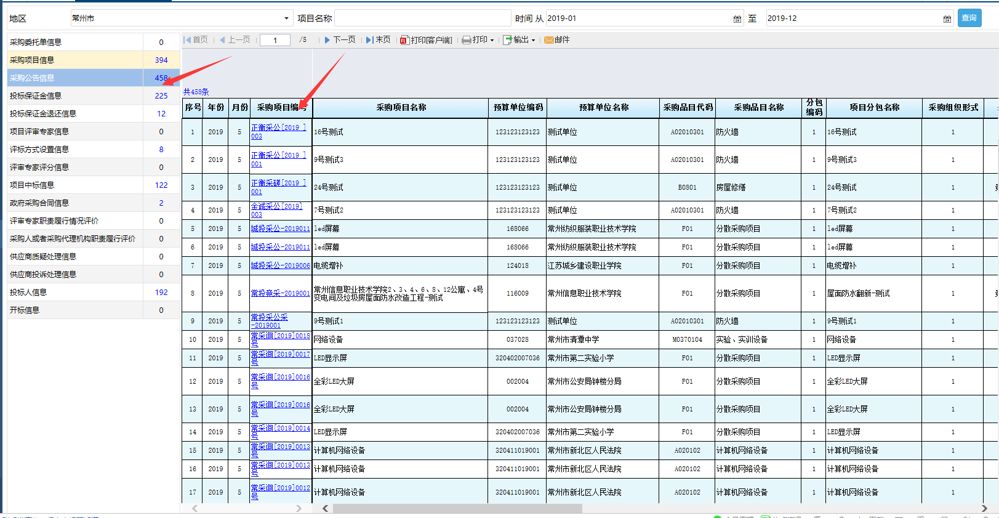 地区 常州市 项目名称 时间 从 2019-01 至 2019-12 查询
采购委托单信息 0
采购项目信息 394
采购公告信息 458
投标保证金信息 225
投标保证金退还信息 12
项目评审专家信息 0
评标方式设置信息 8
评审专家评分信息 0
项目中标信息 122
政府采购合同信息 2
评审专家职责履行情况评价 0
采购人或者采购代理机构职责履行评价 0
供应商质疑处理信息 0
供应商投诉处理信息 0
投标人信息 192
开标信息 0
首页 上一页 1 /5 下一页 末页 打印[客户端] 打印 输出 邮件
共458条
序号 年份 月份 采购项目编号 采购项目名称 预算单位编码 预算单位名称 采购品目代码 采购品目名称 分包编码 项目分包名称 采购组织形式
1 2019 5 正衡采公[2019 ]003 16号测试 123123123123 测试单位 A02010301 防火墙 1 16号测试 1
2 2019 5 正衡采公[2019 ]001 9号测试3 123123123123 测试单位 A02010301 防火墙 1 9号测试3 1
3 2019 5 正衡采磋[2019 ]001 24号测试 123123123123 测试单位 B0801 房屋修缮 1 24号测试 1
4 2019 5 金诚采公[2019]003 7号测试2 123123123123 测试单位 A02010301 防火墙 1 7号测试2 1
5 2019 5 城投采公-2019011 led屏幕 168066 常州纺织服装职业技术学院 F01 分散采购项目 1 led屏幕 1
6 2019 5 城投采公-2019011 led屏幕 168066 常州纺织服装职业技术学院 F01 分散采购项目 1 led屏幕 1
7 2019 5 城投采公-2019006 电缆增补 124018 江苏城乡建设职业学院 F01 分散采购项目 1 电缆增补 1
8 2019 5 常投竟采-2019001 常州信息职业技术学院2、3、4、6、8、12公寓、4号变电间及垃圾房屋面防水改造工程-测试 116009 常州信息职业技术学院 F01 分散采购项目 1 屋面防水翻新-测试 1
9 2019 5 常投采公采-2019001 9号测试1 123123123123 测试单位 A02010301 防火墙 1 9号测试1 1
10 2019 5 常采询[2019]0018号 网络设备 037028 常州市清潭中学 M0370104 实验、实训设备 1 网络设备 1
11 2019 5 常采询[2019]0017号 LED显示屏 320402007036 常州市第二实验小学 F01 分散采购项目 1 LED显示屏 1
12 2019 5 常采询[2019]0016号 全彩LED大屏 002004 常州市公安局钟楼分局 F01 分散采购项目 1 全彩LED大屏 1
13 2019 5 常采询[2019]0016号 全彩LED大屏 002004 常州市公安局钟楼分局 F01 分散采购项目 1 全彩LED大屏 1
14 2019 5 常采询[2019]0014号 LED显示屏 320402007036 常州市第二实验小学 F01 分散采购项目 1 LED显示屏 1
15 2019 5 常采询[2019]0013号 计算机网络设备 320411019001 常州市新北区人民法院 A020102 计算机网络设备 1 计算机网络设备 1
16 2019 5 常采询[2019]0013号 计算机网络设备 320411019001 常州市新北区人民法院 A020102 计算机网络设备 1 计算机网络设备 1
17 2019 5 常采询[2019]0012号 计算机网络设备 320411019001 常州市新北区人民法院 A020102 计算机网络设备 1 计算机网络设备 1